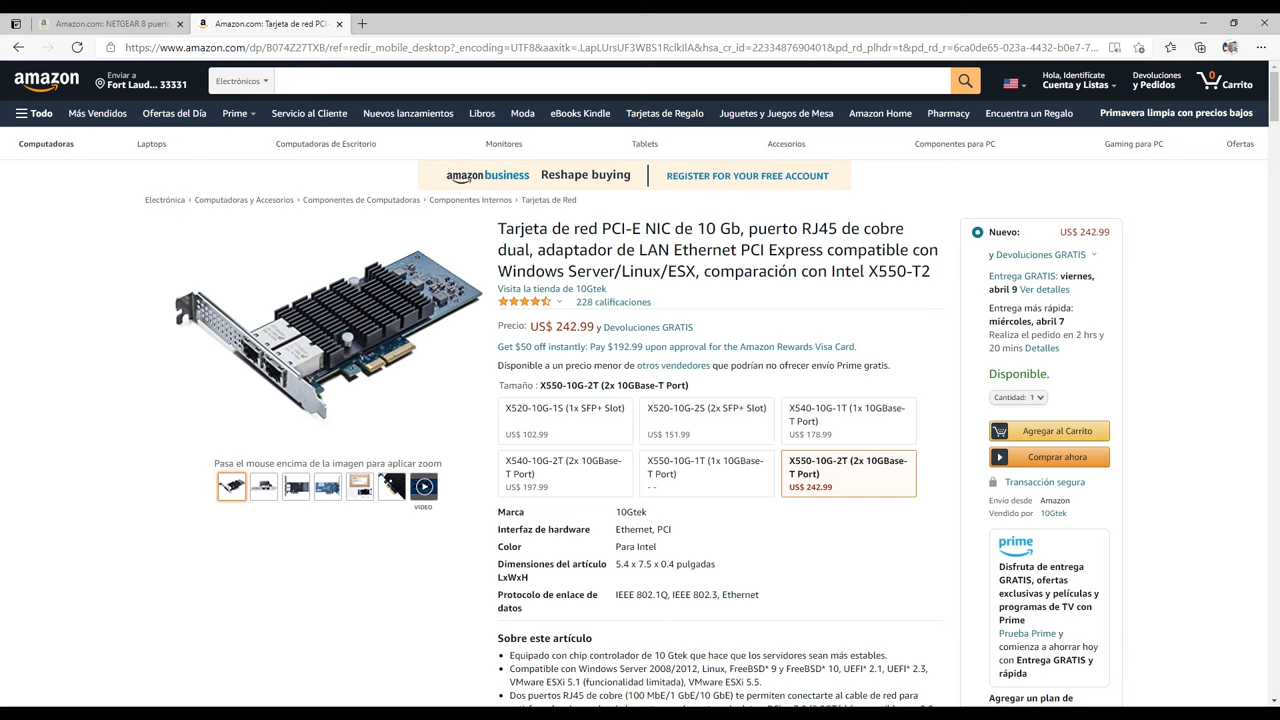 Amazon.com: NETGEAR 8 puerto
Amazon.com: Tarjeta de red PCI-
https://www.amazon.com/dp/B074Z27TXB/ref=redir_mobile_desktop?_encoding=UTF8&aaxitk=.LapLUrsUF3WBS1RclkIlA&hsa_cr_id=2233487690401&pd_rd_plhdr=t&pd_rd_r=6ca0de65-023a-4432-b0e7-7...
amazon
Enviar a
Fort Laud... 33331
Electrónicos
Hola, Identifícate
Cuenta y Listas
Devoluciones
y Pedidos
0
Carrito
Todo Más Vendidos Ofertas del Día Prime Servicio al Cliente Nuevos lanzamientos Libros Moda eBooks Kindle Tarjetas de Regalo Juguetes y Juegos de Mesa Amazon Home Pharmacy Encuentra un Regalo Primavera limpia con precios bajos
Computadoras Laptops Computadoras de Escritorio Monitores Tablets Accesorios Componentes para PC Gaming para PC Ofertas
amazonbusiness Reshape buying REGISTER FOR YOUR FREE ACCOUNT
Electrónica › Computadoras y Accesorios › Componentes de Computadoras › Componentes Internos › Tarjetas de Red
Pasa el mouse encima de la imagen para aplicar zoom
VIDEO
Tarjeta de red PCI-E NIC de 10 Gb, puerto RJ45 de cobre
dual, adaptador de LAN Ethernet PCI Express compatible con
Windows Server/Linux/ESX, comparación con Intel X550-T2
Visita la tienda de 10Gtek
228 calificaciones
Precio: US$ 242.99 y Devoluciones GRATIS
Get $50 off instantly: Pay $192.99 upon approval for the Amazon Rewards Visa Card.
Disponible a un precio menor de otros vendedores que podrían no ofrecer envío Prime gratis.
Tamaño : X550-10G-2T (2x 10GBase-T Port)
X520-10G-1S (1x SFP+ Slot)
US$ 102.99
X520-10G-2S (2x SFP+ Slot)
US$ 151.99
X540-10G-1T (1x 10GBase-
T Port)
US$ 178.99
X540-10G-2T (2x 10GBase-
T Port)
US$ 197.99
X550-10G-1T (1x 10GBase-
T Port)
- -
X550-10G-2T (2x 10GBase-
T Port)
US$ 242.99
Marca 10Gtek
Interfaz de hardware Ethernet, PCI
Color Para Intel
Dimensiones del artículo 5.4 x 7.5 x 0.4 pulgadas
LxWxH
Protocolo de enlace de IEEE 802.1Q, IEEE 802.3, Ethernet
datos
Sobre este artículo
• Equipado con chip controlador de 10 Gtek que hace que los servidores sean más estables.
• Compatible con Windows Server 2008/2012, Linux, FreeBSD* 9 y FreeBSD* 10, UEFI* 2.1, UEFI* 2.3,
VMware ESXi 5.1 (funcionalidad limitada), VMware ESXi 5.5.
• Dos puertos RJ45 de cobre (100 MbE/1 GbE/10 GbE) te permiten conectarte al cable de red para
Nuevo: US$ 242.99
y Devoluciones GRATIS
Entrega GRATIS: viernes,
abril 9 Ver detalles
Entrega más rápida:
miércoles, abril 7
Realiza el pedido en 2 hrs y
20 mins Detalles
Disponible.
Cantidad: 1
Agregar al Carrito
Comprar ahora
Transacción segura
Envío desde Amazon
Vendido por 10Gtek
prime
Disfruta de entrega
GRATIS, ofertas
exclusivas y películas y
programas de TV con
Prime
Prueba Prime y
comienza a ahorrar hoy
con Entrega GRATIS y
rápida
Agregar un plan de